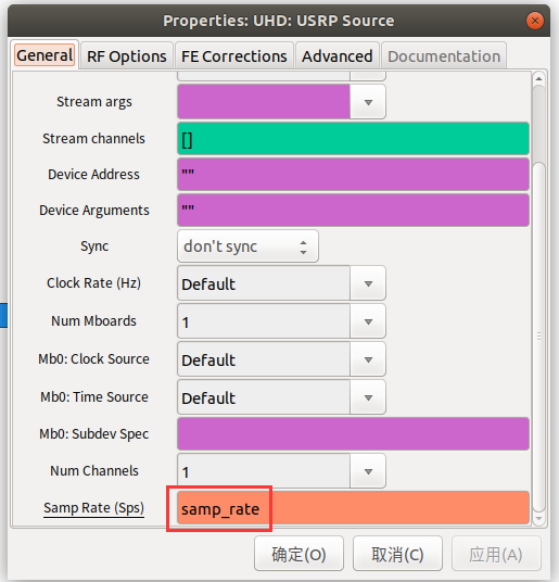 Properties: UHD: USRP Source
General RF Options FE Corrections Advanced Documentation
Stream args
Stream channels []
Device Address ""
Device Arguments ""
Sync don't sync
Clock Rate (Hz) Default
Num Mboards 1
Mb0: Clock Source Default
Mb0: Time Source Default
Mb0: Subdev Spec
Num Channels 1
Samp Rate (Sps) samp_rate
确定(O) 取消(C) 应用(A)